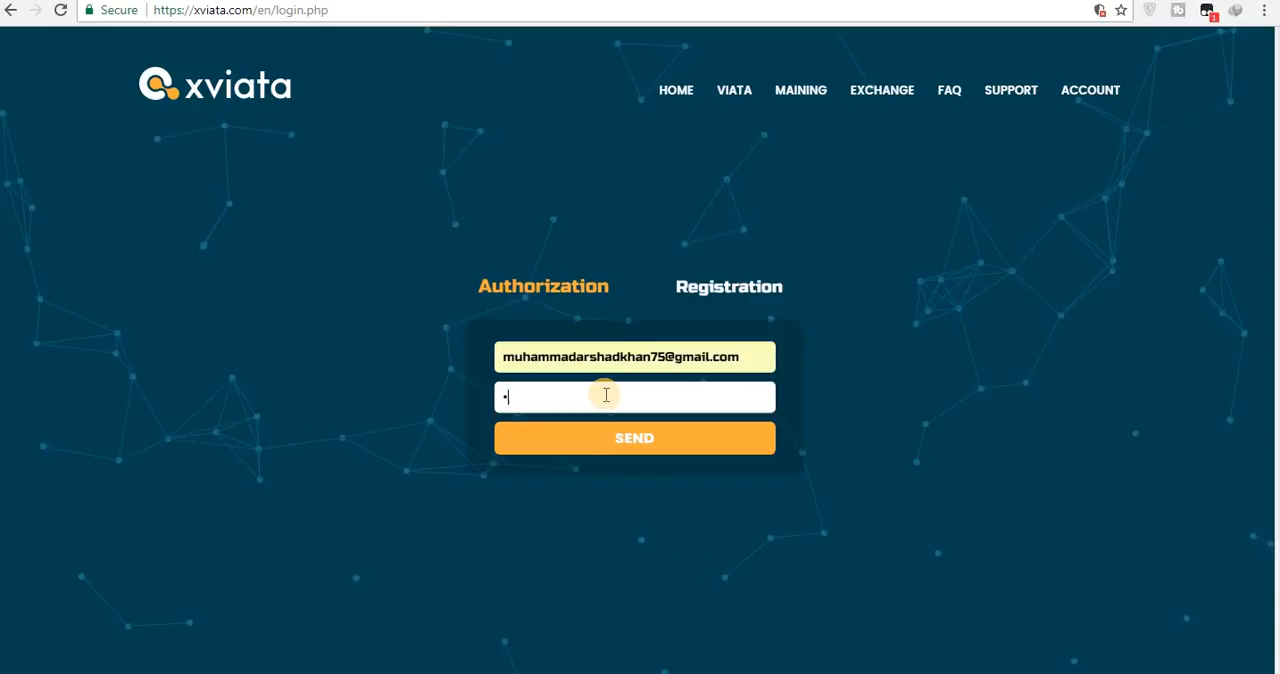 Secure https://xviata.com/en/login.php
1
xviata
HOME VIATA MAINING EXCHANGE FAQ SUPPORT ACCOUNT
Authorization Registration
muhammadarshadkhan75@gmail.com
SEND